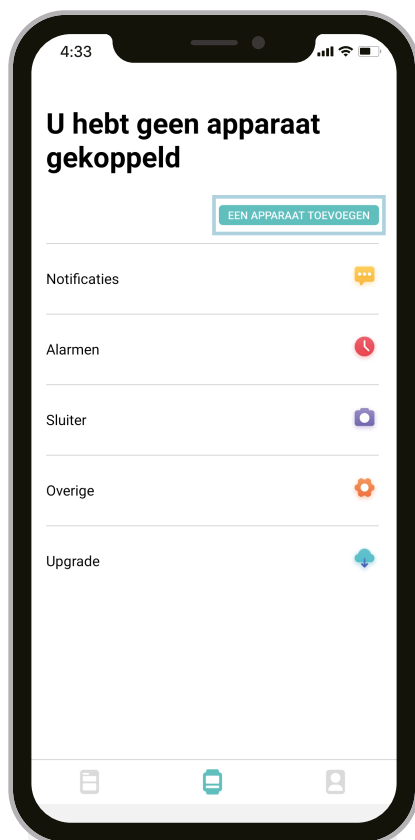 4:33
U hebt geen apparaat
gekoppeld
EEN APPARAAT TOEVOEGEN
Notificaties
Alarmen
Sluiter
Overige
Upgrade